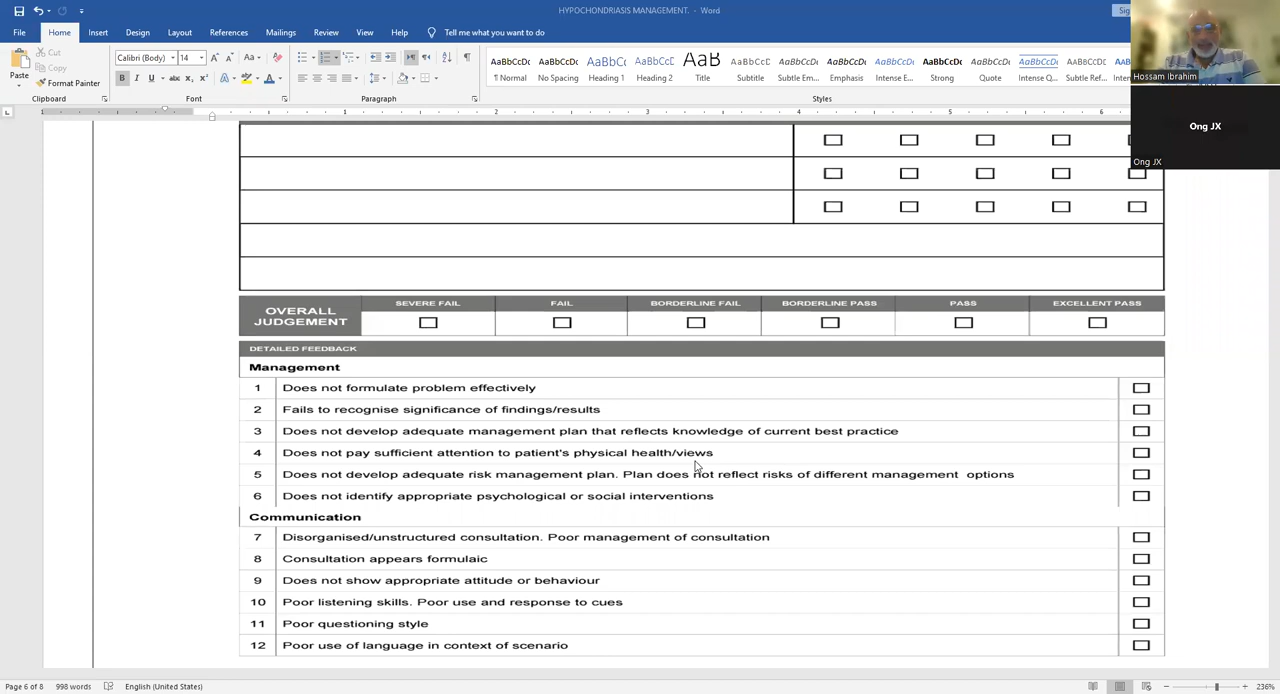 HYPOCHONDRIASIS MANAGEMENT. - Word
File Home Insert Design Layout References Mailings Review View Help Tell me what you want to do
Paste
Cut
Copy
Format Painter
Calibri (Body) 14
AaBbCcDc AaBbCcDc AaBbCc AaBbCcD AaB AaBbCcD AaBbCcDc AaBbCcDc AaBbCcDc AaBbCcDc AaBbCcDc AaBbCcDc AaBbCcDc
¶ Normal No Spacing Heading 1 Heading 2 Title Subtitle Subtle Em... Emphasis Intense E... Strong Quote Intense Q... Subtle Ref...
Clipboard Font Paragraph Styles
Hossam Ibrahim
Ong JX
Ong JX
1 1 2 3 4 5 6
OVERALL JUDGEMENT
SEVERE FAIL FAIL BORDERLINE FAIL BORDERLINE PASS PASS EXCELLENT PASS
DETAILED FEEDBACK
Management
1 Does not formulate problem effectively
2 Fails to recognise significance of findings/results
3 Does not develop adequate management plan that reflects knowledge of current best practice
4 Does not pay sufficient attention to patient's physical health/views
5 Does not develop adequate risk management plan. Plan does not reflect risks of different management options
6 Does not identify appropriate psychological or social interventions
Communication
7 Disorganised/unstructured consultation. Poor management of consultation
8 Consultation appears formulaic
9 Does not show appropriate attitude or behaviour
10 Poor listening skills. Poor use and response to cues
11 Poor questioning style
12 Poor use of language in context of scenario
Page 6 of 8 998 words English (United States) 236%